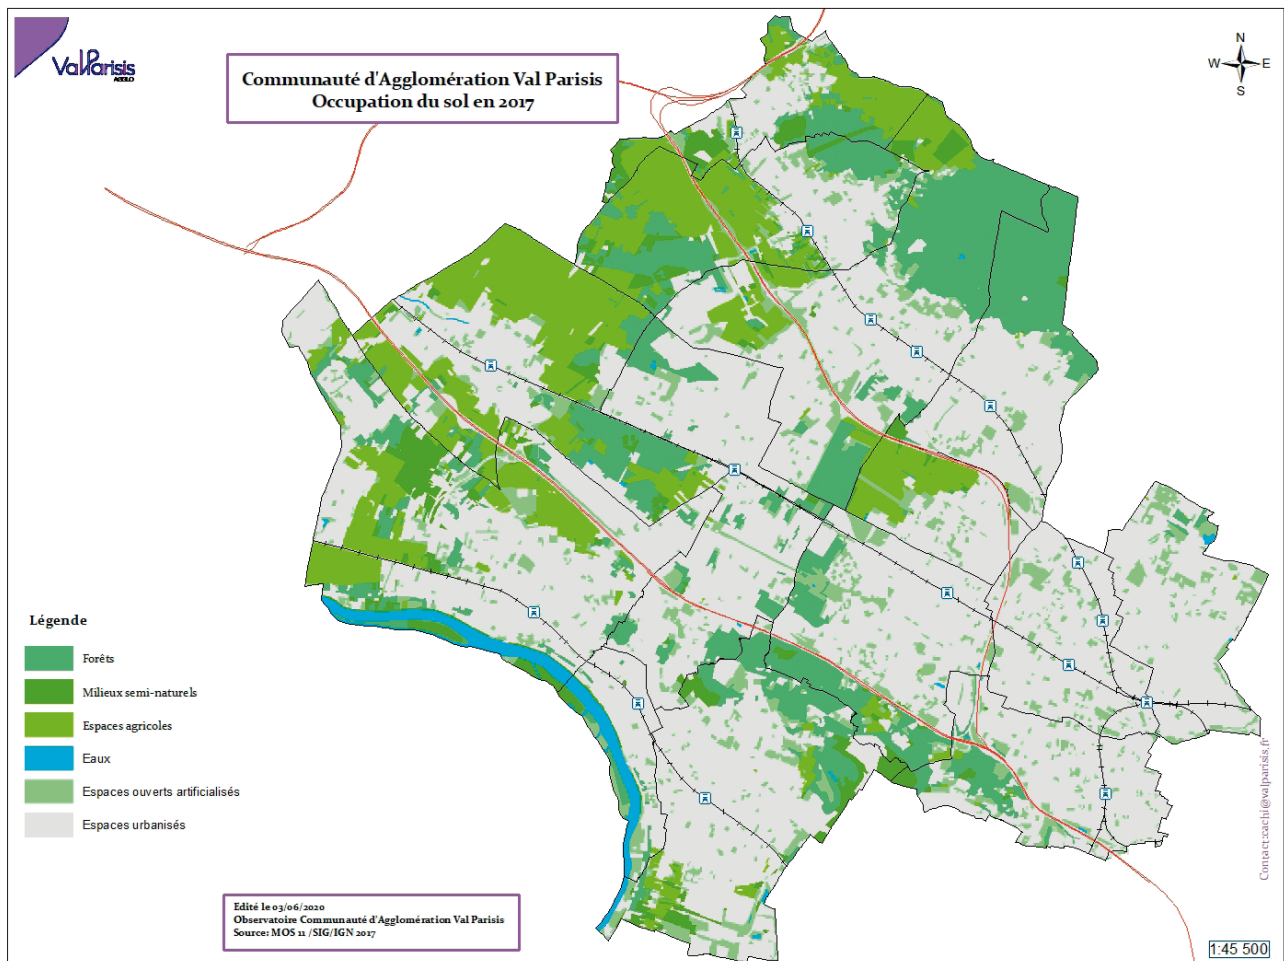 ValParisis
AGGLO
Communauté d'Agglomération Val Parisis
Occupation du sol en 2017
N
W E
S
Légende
Forêts
Milieux semi-naturels
Espaces agricoles
Eaux
Espaces ouverts artificialisés
Espaces urbanisés
Edité le 03/06/2020
Observatoire Communauté d'Agglomération Val Parisis
Source: MOS 11 /SIG/IGN 2017
Contact:cachi@valparisis.fr
1:45 500